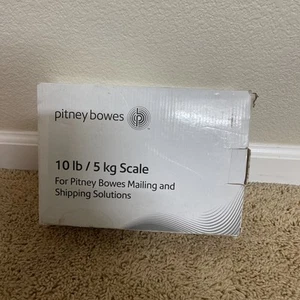 pitney bowes
10 lb / 5 kg Scale
For Pitney Bowes Mailing and
Shipping Solutions